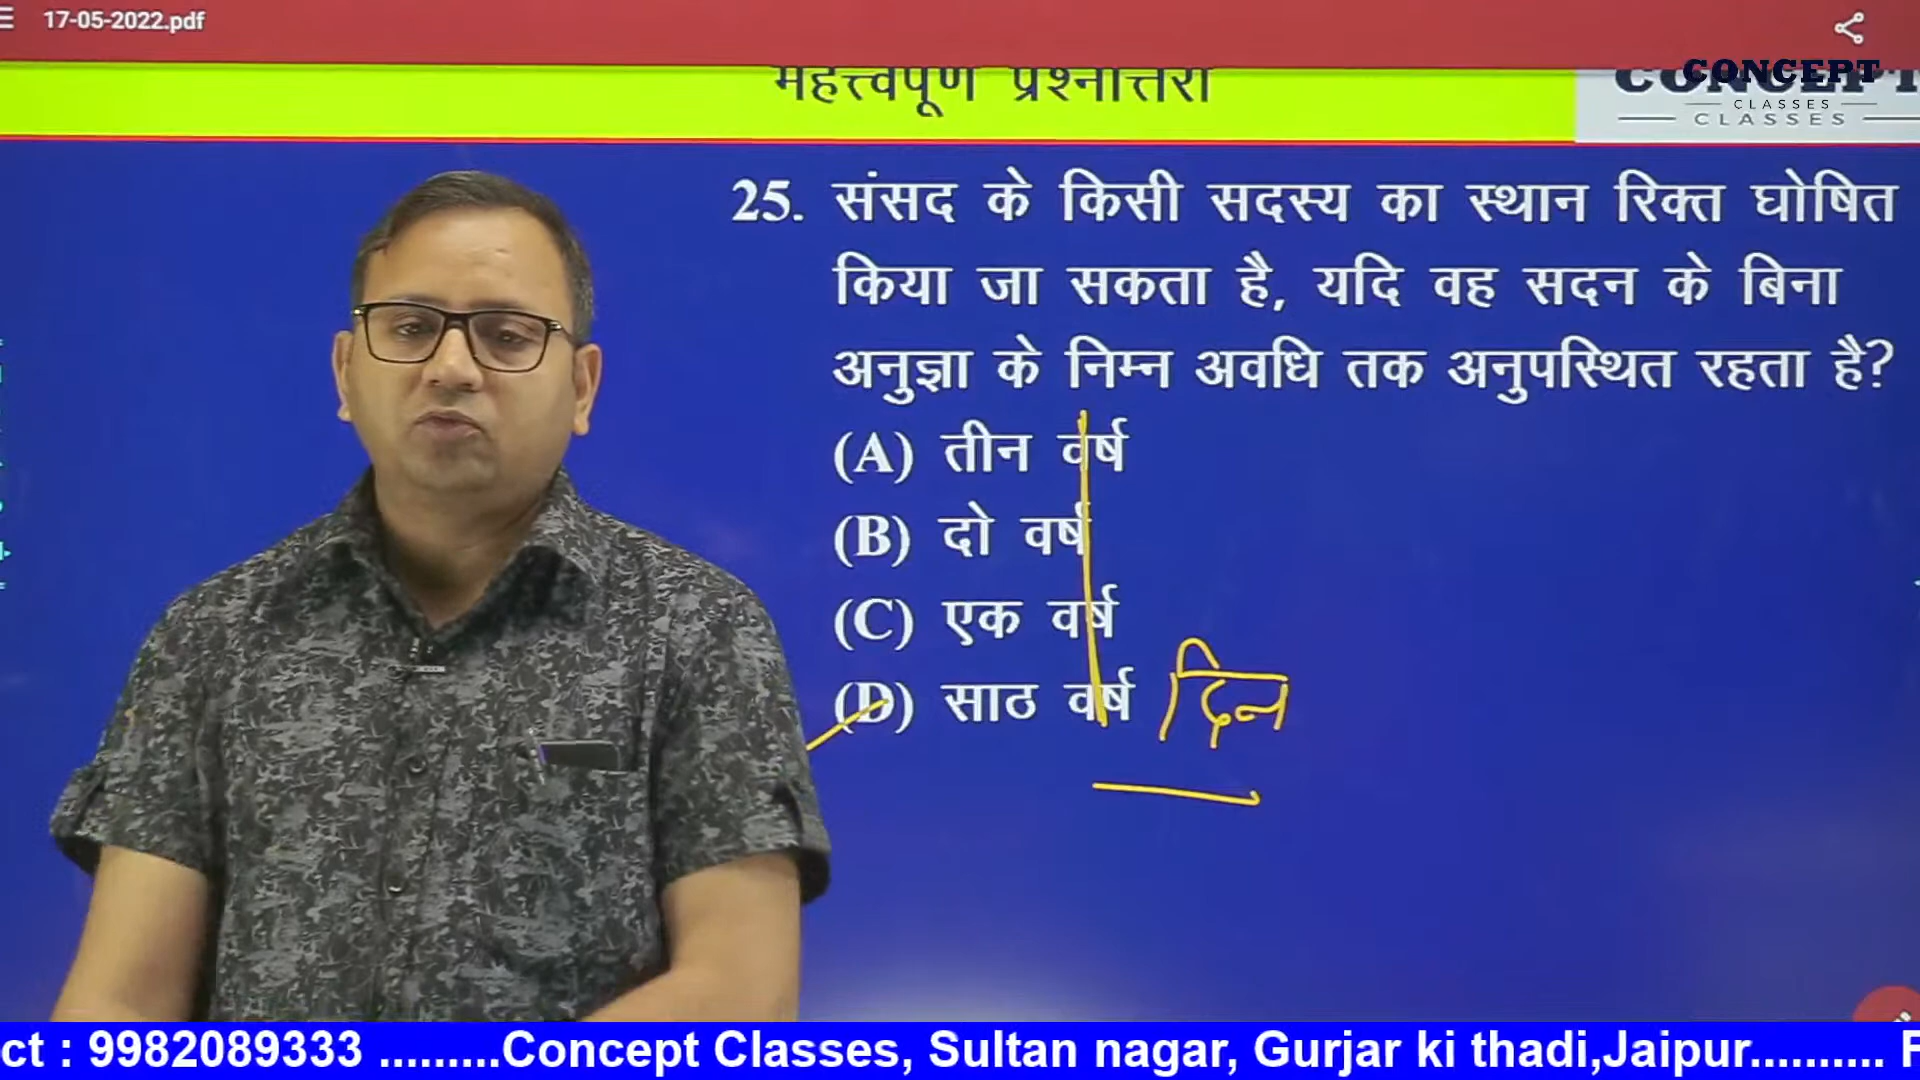 17-05-2022.pdf
महत्त्वपूर्ण प्रश्नोत्तरी
CONCEPT
CONCEPT
CLASSES
CLASSES
25. संसद के किसी सदस्य का स्थान रिक्त घोषित
किया जा सकता है, यदि वह सदन के बिना
अनुज्ञा के निम्न अवधि तक अनुपस्थित रहता है?
(A) तीन वर्ष
(B) दो वर्ष
(C) एक वर्ष
(D) साठ वर्ष दिन
ct : 9982089333 .........Concept Classes, Sultan nagar, Gurjar ki thadi,Jaipur.......... F